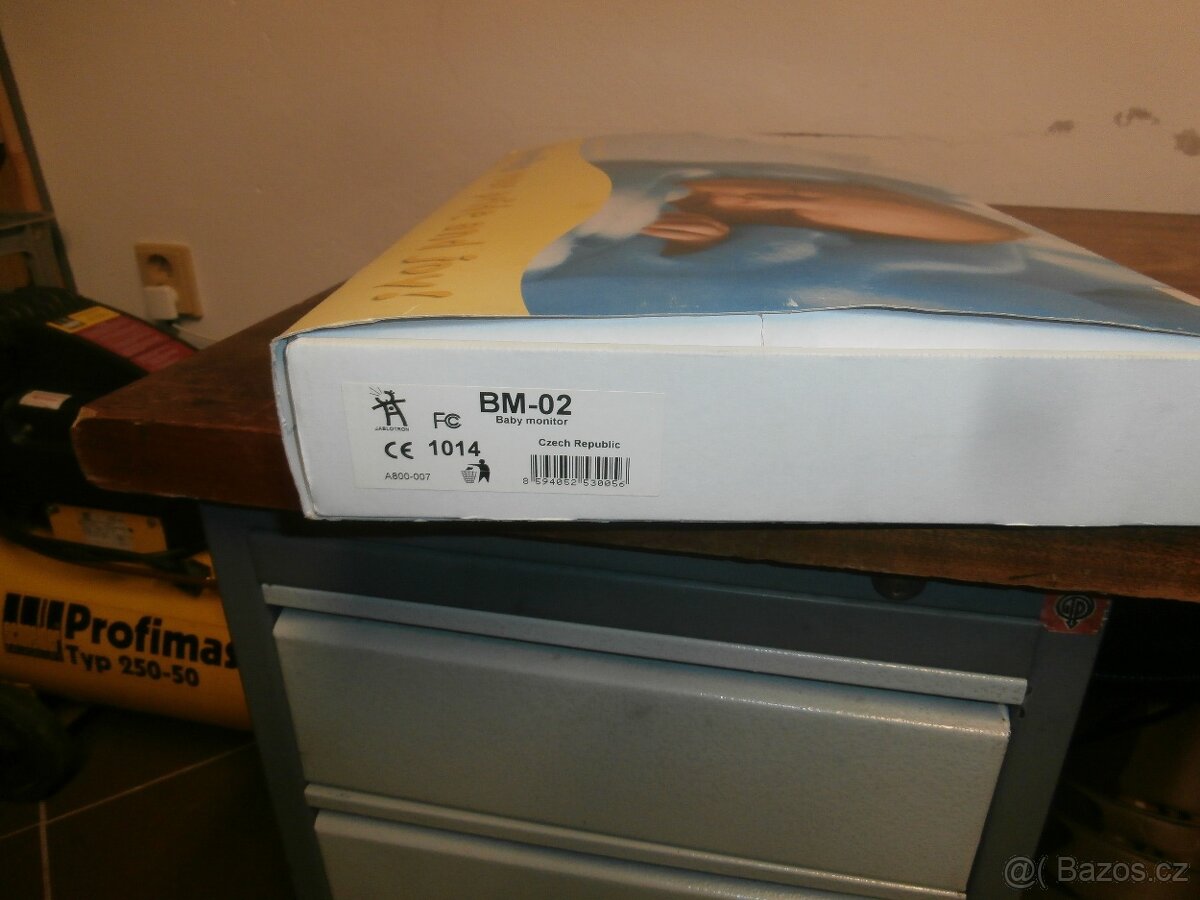 JABLOTRON
FC
BM-02
Baby monitor
CE 1014
Czech Republic
A800-007
8 594052 530056
Profimas
Typ 250-50
@( Bazos.cz